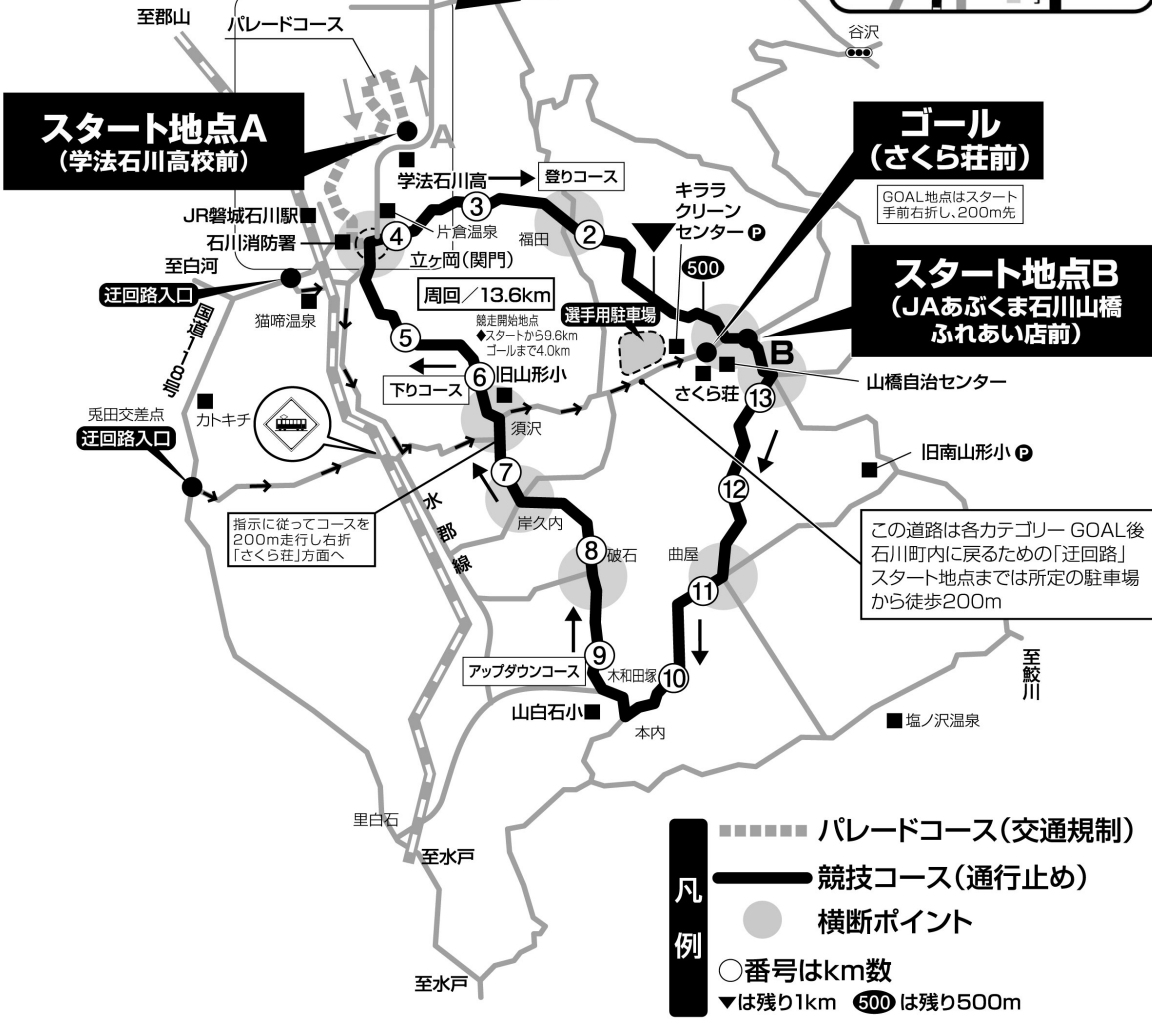 至郡山
パレードコース
谷沢
スタート地点A
(学法石川高校前)
A
ゴール
(さくら荘前)
GOAL地点はスタート
手前右折し、200m先
学法石川高
登りコース
キララ
クリーン
センター P
JR磐城石川駅
石川消防署
3
4
片倉温泉
福田
2
立ヶ岡(関門)
500
至白河
迂回路入口
猫啼温泉
国道118号
周回/13.6km
競走開始地点
◆スタートから9.6km
ゴールまで4.0km
選手用駐車場
スタート地点B
(JAあぶくま石川山橋
ふれあい店前)
B
5
6
旧山形小
下りコース
さくら荘
山橋自治センター
13
兎田交差点
迂回路入口
カトキチ
須沢
旧南山形小 P
7
12
指示に従ってコースを
200m走行し右折
「さくら荘」方面へ
水郡線
岸久内
8
破石
曲屋
11
この道路は各カテゴリー GOAL後
石川町内に戻るための「迂回路」
スタート地点までは所定の駐車場
から徒歩200m
9
アップダウンコース
木和田塚
10
至鮫川
山白石小
本内
塩ノ沢温泉
里白石
至水戸
至水戸
凡例
パレードコース(交通規制)
競技コース(通行止め)
横断ポイント
○番号はkm数
▼は残り1km 500 は残り500m